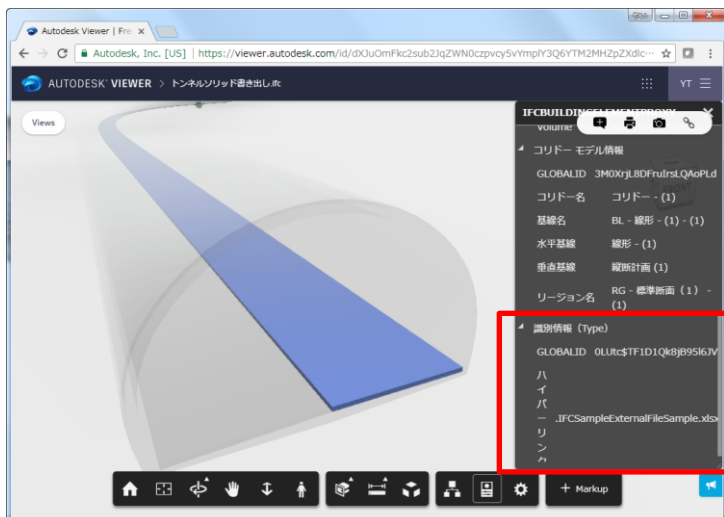 Autodesk Viewer | Fre
Autodesk, Inc. [US] | https://viewer.autodesk.com/id/
AUTODESK® VIEWER > トンネルソリッド書き出し.ifc
YT
Views
IFCBUILDINGELEMENTPROXY
Volume
コリドー モデル情報
GLOBALID 3M0XrjL8DFruIrsLQAoPLd
コリドー名 コリドー - (1)
基線名 BL - 線形 - (1) - (1)
水平基線 線形 - (1)
垂直基線 縦断計画 (1)
リージョン名 RG - 標準断面（1） - (1)
識別情報（Type）
GLOBALID 0LUtc$TF1D1Qk8jB95l6JV
ハイパーリンク .IFCSampleExternalFileSample.xlsx
+ Markup